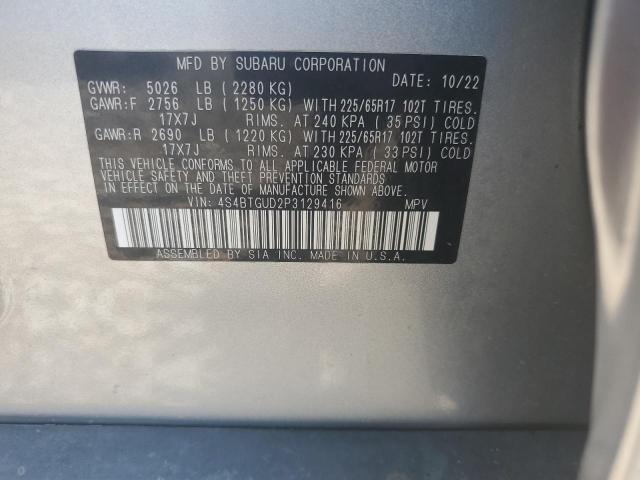 MFD BY SUBARU CORPORATION
GVWR: 5026 LB (2280 KG) DATE: 10/22
GAWR:F 2756 LB (1250 KG) WITH 225/65R17 102T TIRES.
17X7J RIMS. AT 240 KPA (35 PSI) COLD
GAWR:R 2690 LB (1220 KG) WITH 225/65R17 102T TIRES.
17X7J RIMS. AT 230 KPA (33 PSI) COLD
THIS VEHICLE CONFORMS TO ALL APPLICABLE FEDERAL MOTOR
VEHICLE SAFETY AND THEFT PREVENTION STANDARDS
IN EFFECT ON THE DATE OF MANUFACTURE SHOWN ABOVE.
VIN: 4S4BTGUD2P3129416 MPV
ASSEMBLED BY SIA INC. MADE IN U.S.A.